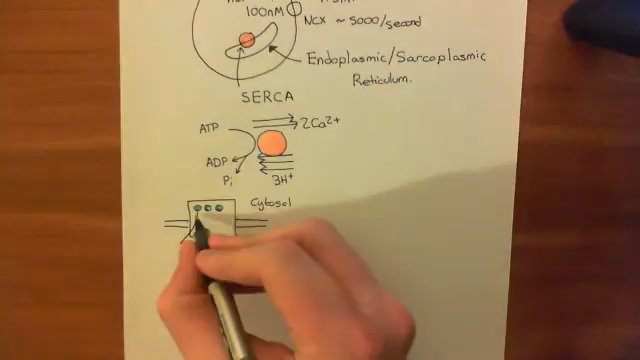 100nM
NCX ~ 5000/second
Endoplasmic/Sarcoplasmic
Reticulum.
SERCA
ATP
2Ca2+
ADP
Pi
3H+
Cytosol